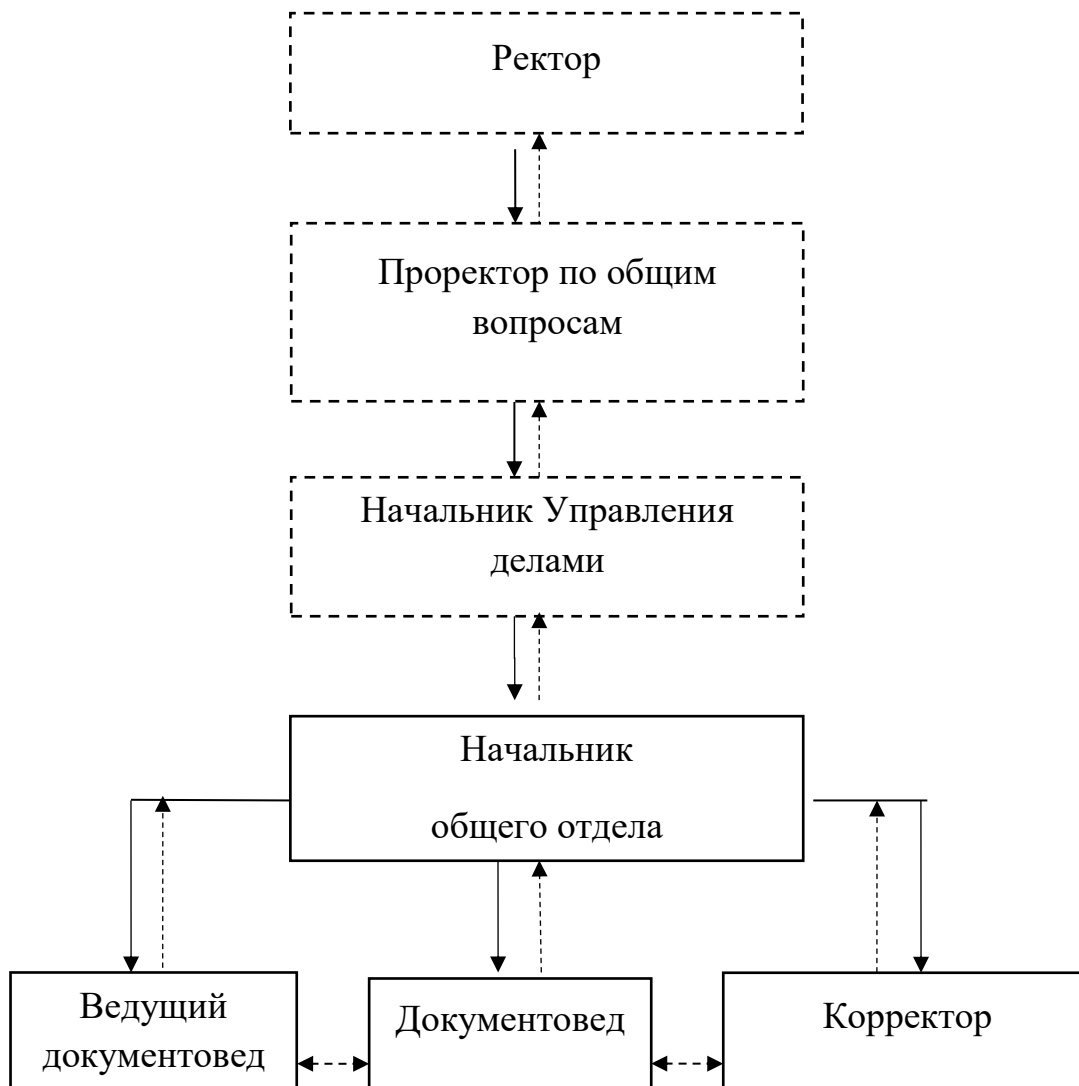 Ректор
Проректор по общим
вопросам
Начальник Управления
делами
Начальник
общего отдела
Ведущий
документовед
Документовед
Корректор